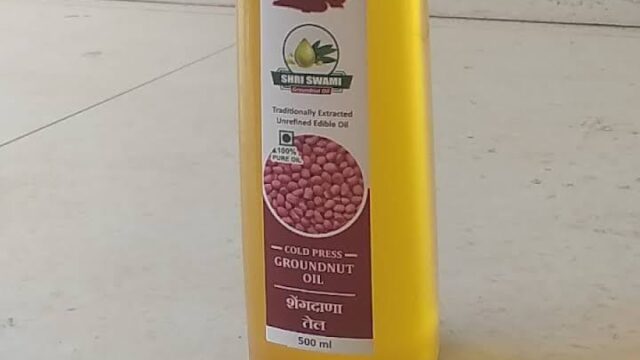 SHRI SWAMI
Groundnut Oil
Traditionally Extracted
Unrefined Edible Oil
100%
PURE OIL
COLD PRESS
GROUNDNUT
OIL
शेंगदाणा
तेल
500 ml